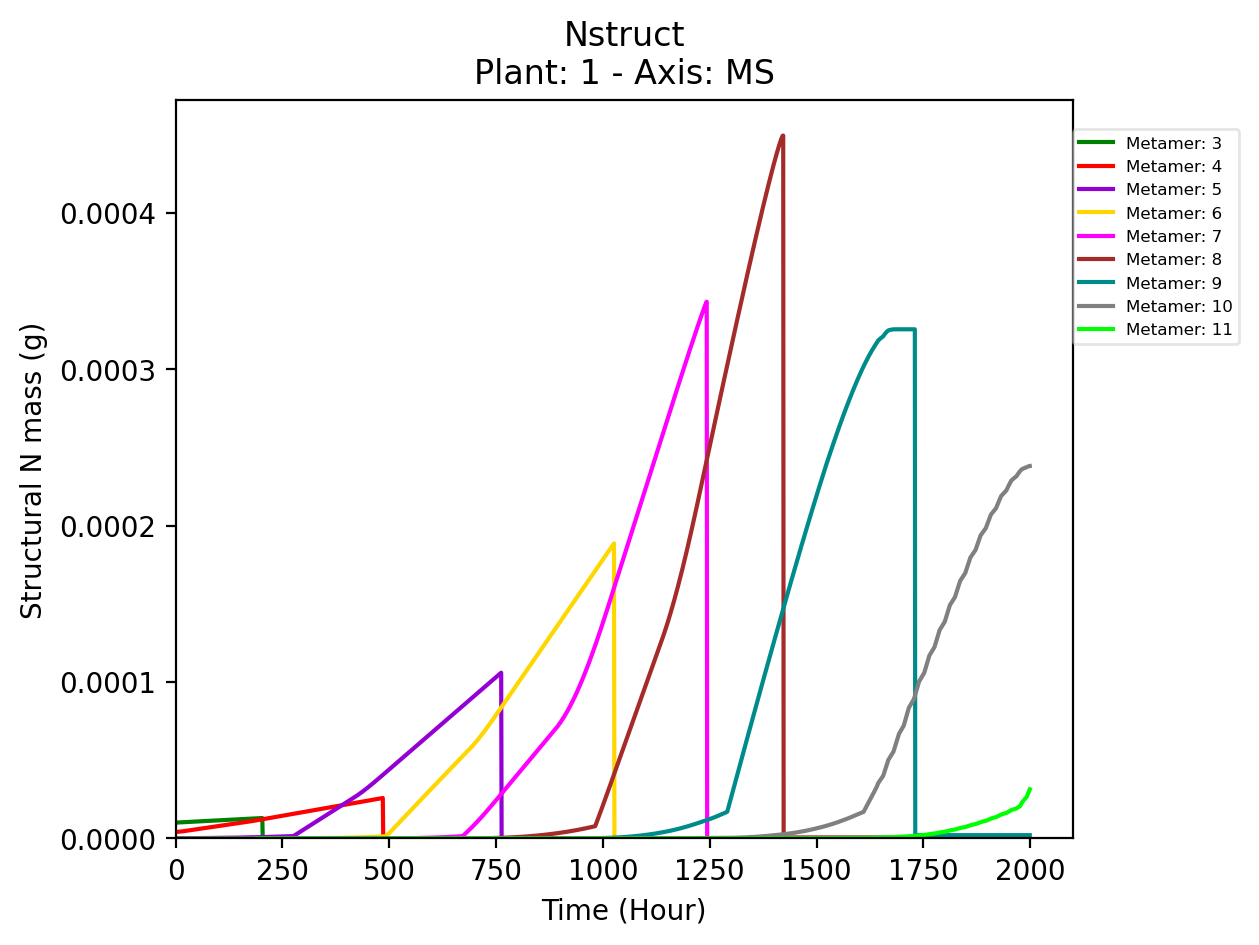 Nstruct
Plant: 1 - Axis: MS
Structural N mass (g)
0.0004
0.0003
0.0002
0.0001
0.0000
0 250 500 750 1000 1250 1500 1750 2000
Time (Hour)
Metamer: 3
Metamer: 4
Metamer: 5
Metamer: 6
Metamer: 7
Metamer: 8
Metamer: 9
Metamer: 10
Metamer: 11